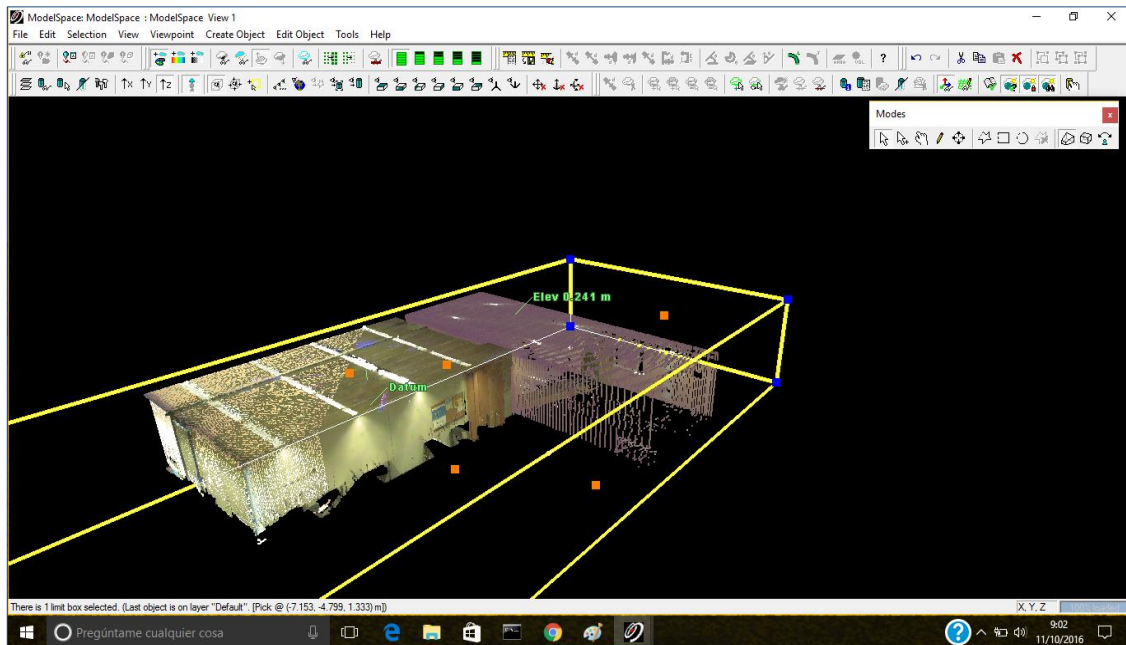 ModelSpace: ModelSpace : ModelSpace View 1
File Edit Selection View Viewpoint Create Object Edit Object Tools Help
Modes
Elev 0.241 m
Datum
There is 1 limit box selected. (Last object is on layer "Default". [Pick @ (-7.153, -4.799, 1.333) m])
X, Y, Z
Pregúntame cualquier cosa
9:02
11/10/2016